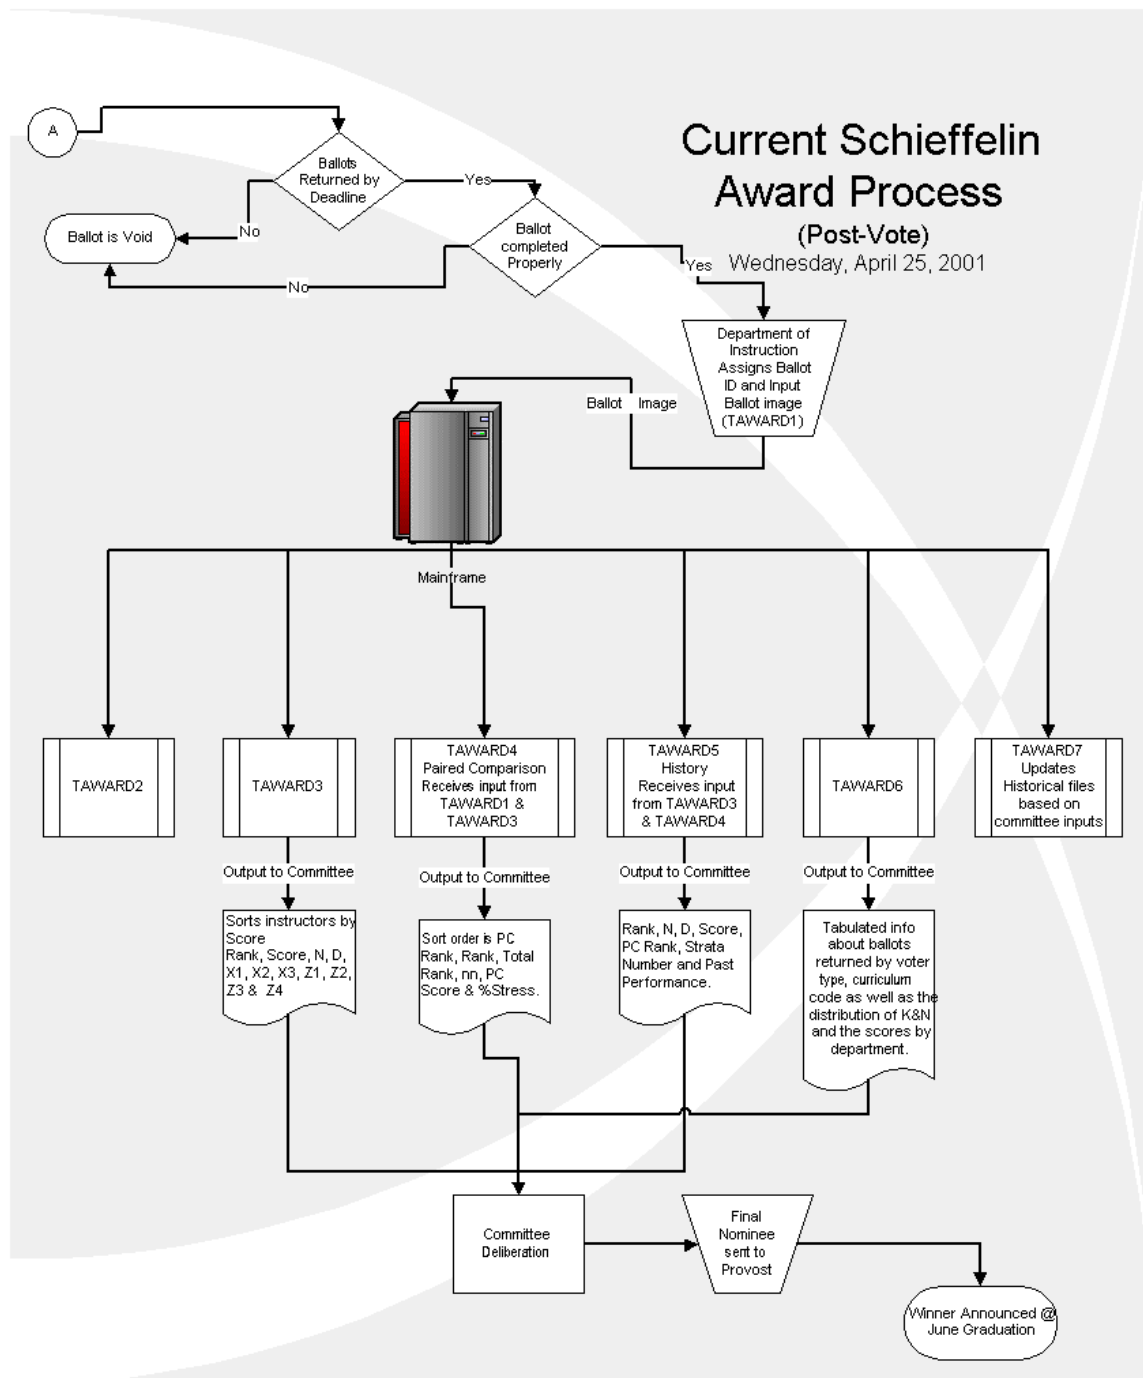 Current Schieffelin
Award Process
(Post-Vote)
Wednesday, April 25, 2001
A
Ballots
Returned by
Deadline
Yes
No
Ballot is Void
Ballot
completed
Properly
No
Yes
Department of
Instruction
Assigns Ballot
ID and Input
Ballot image
(TAWARD1)
Ballot Image
Mainframe
TAWARD2
TAWARD3
TAWARD4
Paired Comparison
Receives input from
TAWARD1 &
TAWARD3
TAWARD5
History
Receives input
from TAWARD3
& TAWARD4
TAWARD6
TAWARD7
Updates
Historical files
based on
committee inputs
Output to Committee
Output to Committee
Output to Committee
Output to Committee
Sorts instructors by
Score
Rank, Score, N, D,
X1, X2, X3, Z1, Z2,
Z3 & Z4
Sort order is PC
Rank, Rank, Total
Rank, nn, PC
Score & %Stress.
Rank, N, D, Score,
PC Rank, Strata
Number and Past
Performance.
Tabulated info
about ballots
returned by voter
type, curriculum
code as well as the
distribution of K&N
and the scores by
department.
Committee
Deliberation
Final
Nominee
sent to
Provost
Winner Announced @
June Graduation